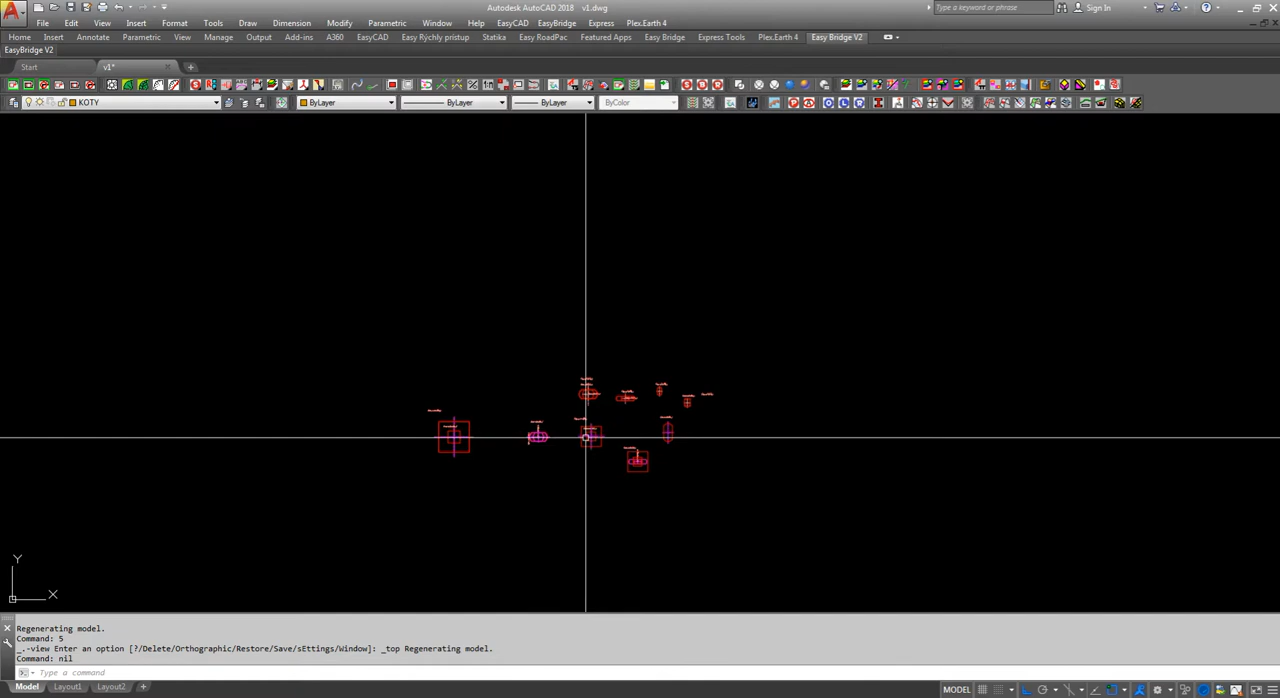 Autodesk AutoCAD 2018 v1.dwg
Type a keyword or phrase
Sign In
File Edit View Insert Format Tools Draw Dimension Modify Parametric Window EasyCAD EasyBridge Express Plex.Earth 4
Home Insert Annotate Parametric View Manage Output Add-ins A360 EasyCAD Easy Rychly pristup Statika Easy RoadPac Featured Apps Easy Bridge Express Tools Plex.Earth 4 Easy Bridge V2
EasyBridge V2
Start v1*
KOTY ByLayer ByLayer ByLayer ByColor
Y
X
Regenerating model.
Command: 5
_.-view Enter an option [?/Delete/Orthographic/Restore/Save/sEttings/Window]: _top Regenerating model.
Command: nil
Type a command
Model Layout1 Layout2
MODEL